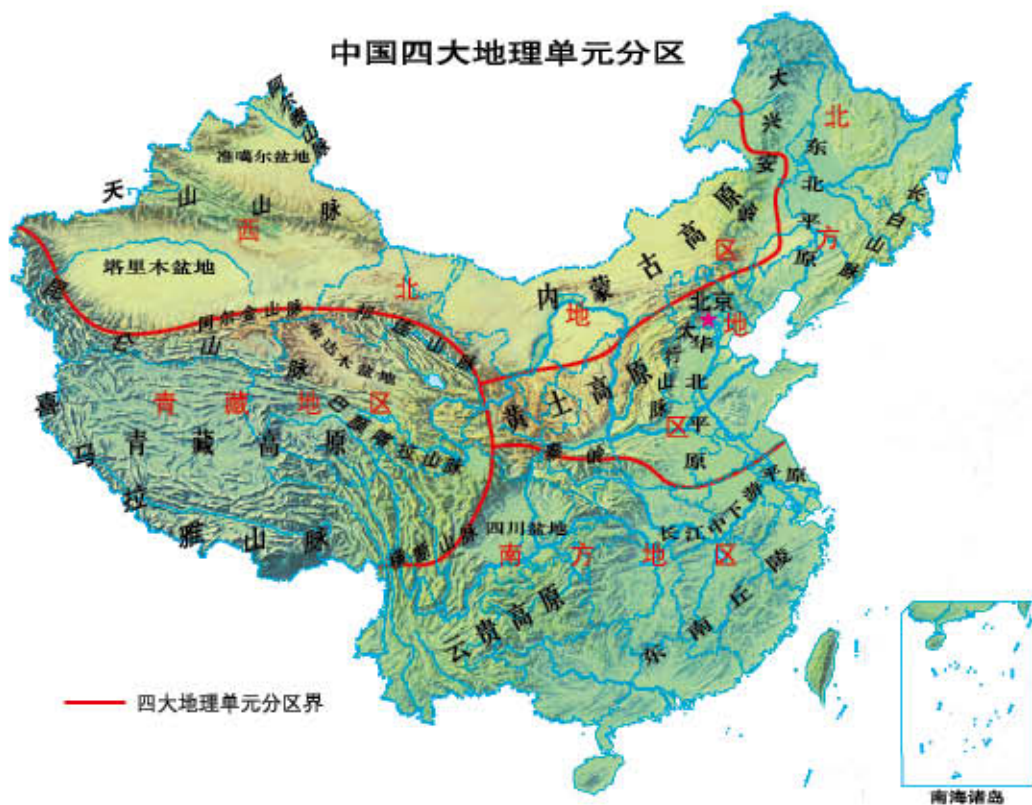 中国四大地理单元分区
阿尔泰山脉
准噶尔盆地
天山山脉
塔里木盆地
西北地区
内蒙古高原
大兴安岭
东北平原
长白山脉
北方地区
北京
阿尔金山脉
祁连山脉
昆仑山脉
柴达木盆地
青藏地区
青藏高原
巴颜喀拉山脉
喜马拉雅山脉
横断山脉
黄土高原
太行山脉
华北平原
秦岭
四川盆地
长江中下游平原
南方地区
云贵高原
东南丘陵
四大地理单元分区界
南海诸岛